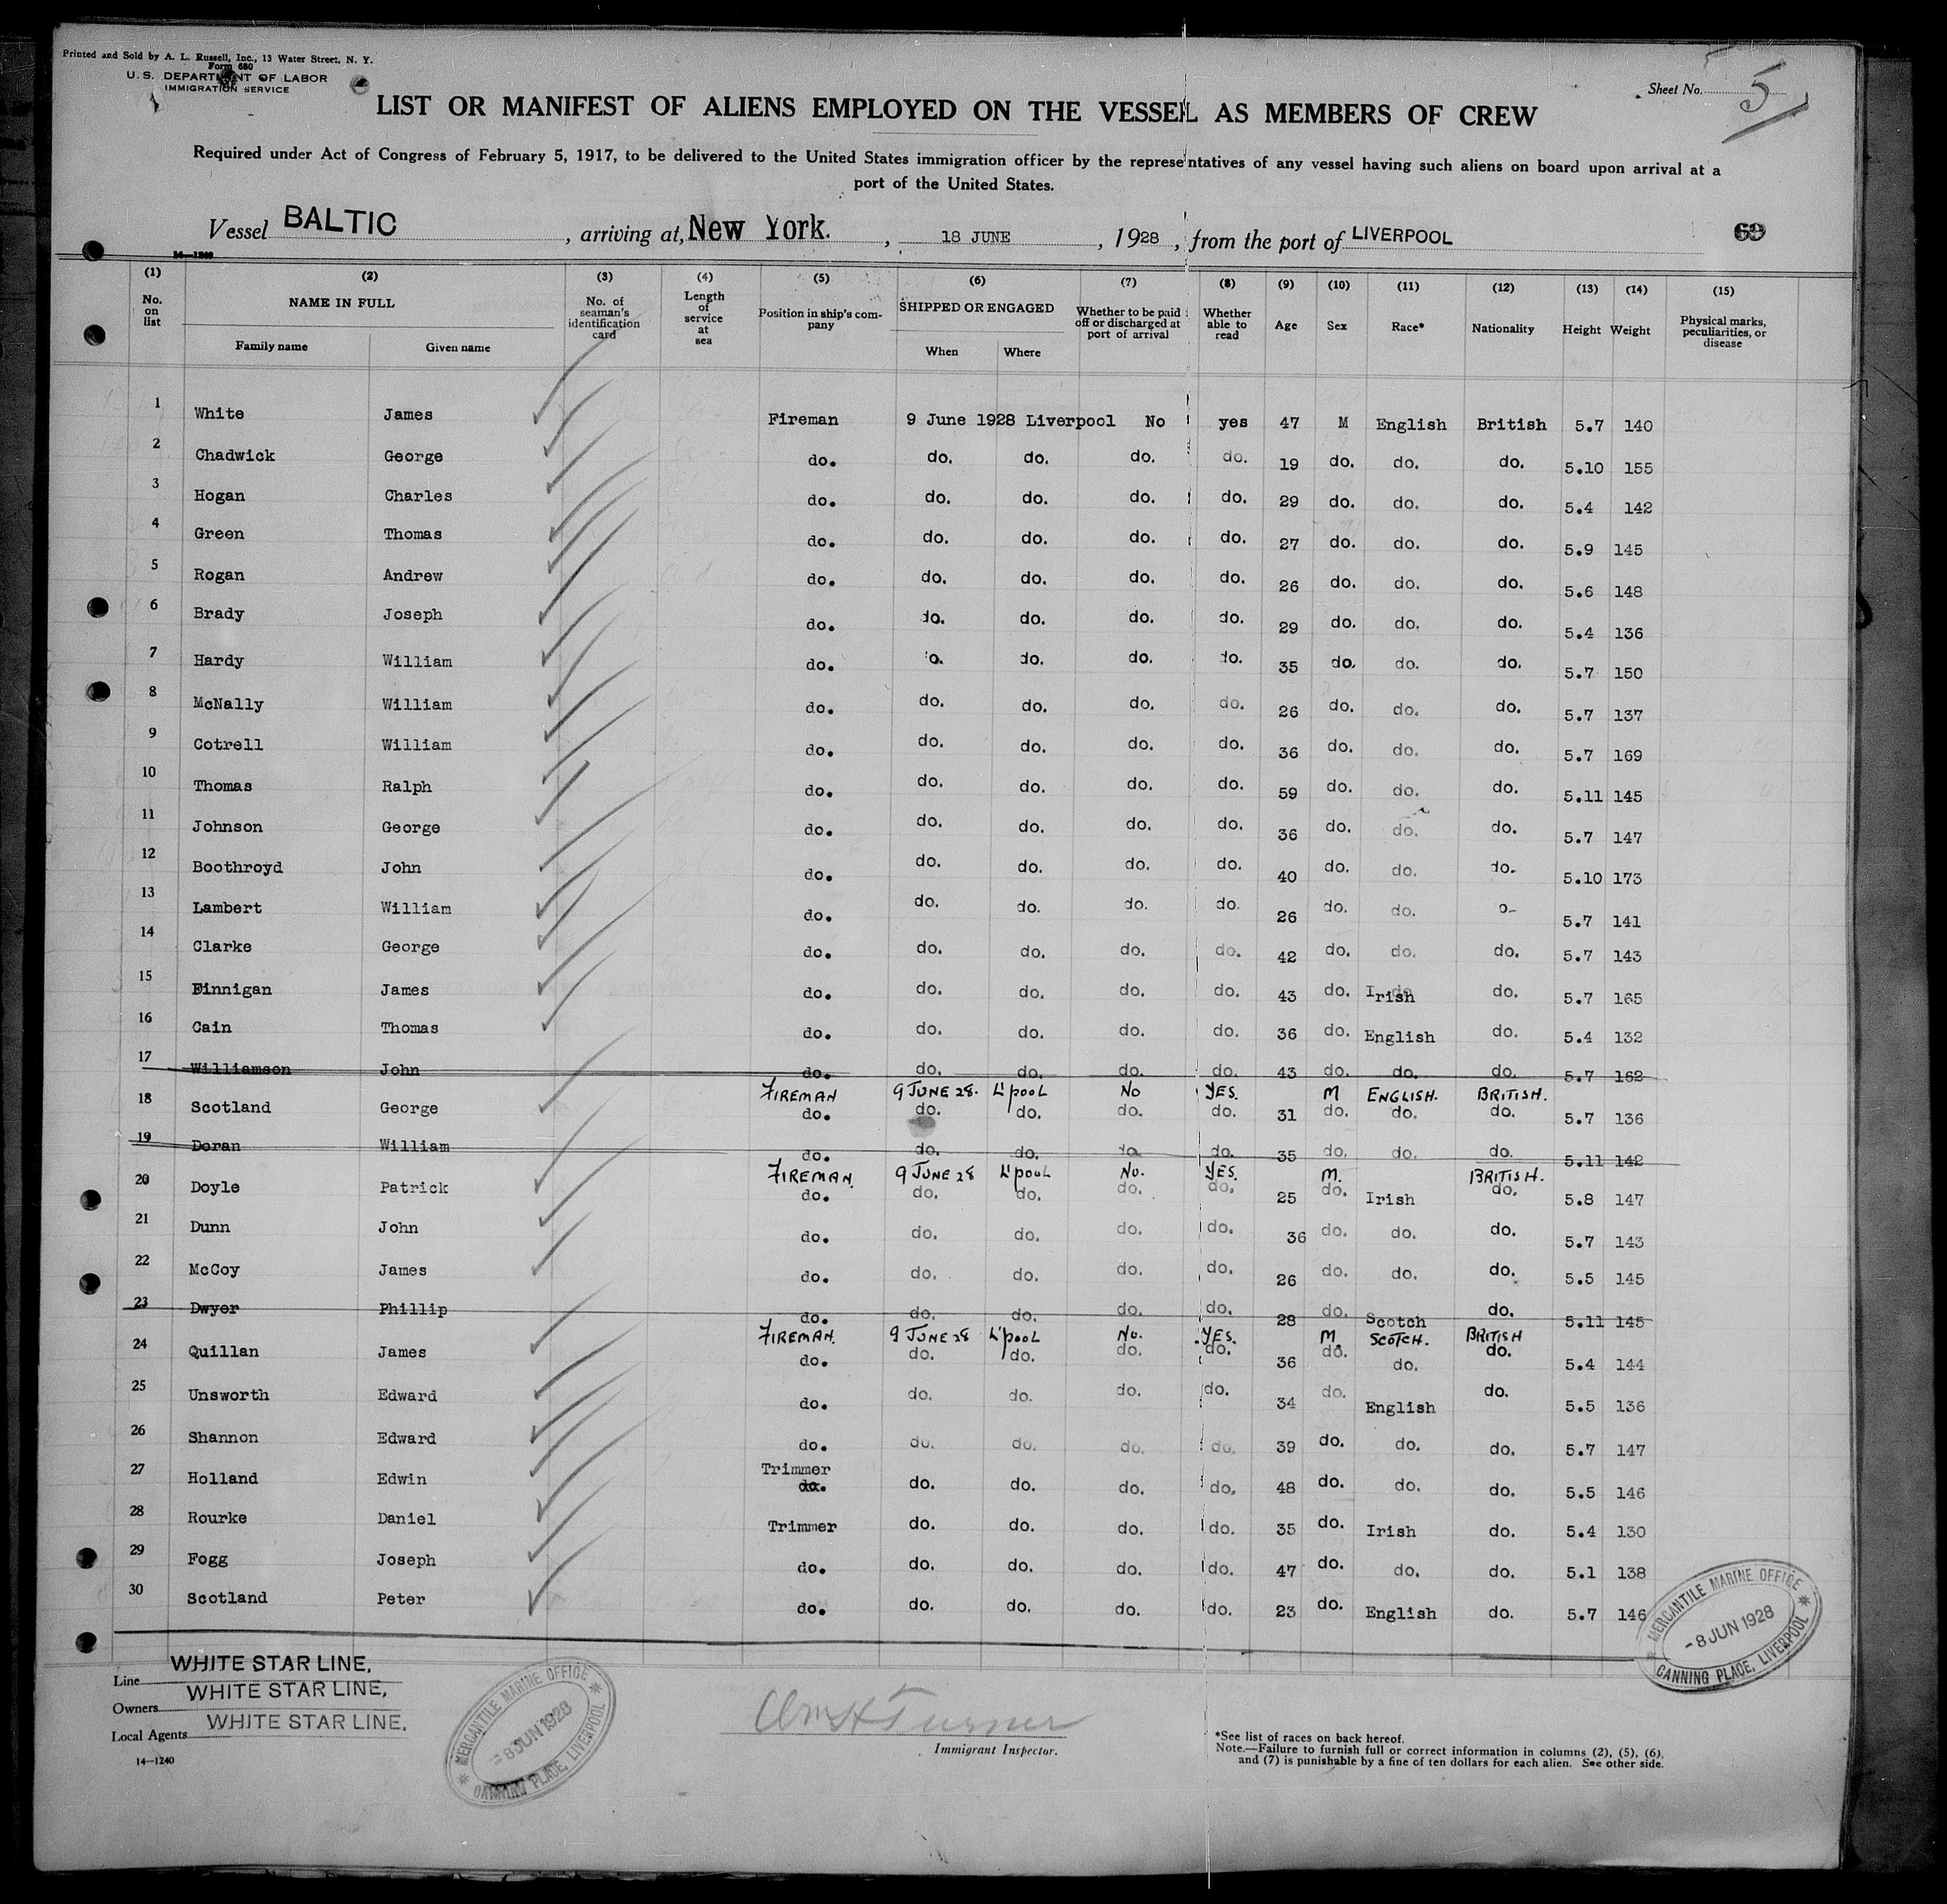 Printed and Sold by A. L. Russell, Inc., 13 Water Street, N. Y.
Form 680
U. S. DEPARTMENT OF LABOR
IMMIGRATION SERVICE
Sheet No. 5
LIST OR MANIFEST OF ALIENS EMPLOYED ON THE VESSEL AS MEMBERS OF CREW
Required under Act of Congress of February 5, 1917, to be delivered to the United States immigration officer by the representatives of any vessel having such aliens on board upon arrival at a
port of the United States.
Vessel BALTIC, arriving at, New York., 18 JUNE, 1928, from the port of LIVERPOOL 69
14—1240
(1) (2) (3) (4) (5) (6) (7) (8) (9) (10) (11) (12) (13) (14) (15)
No. on list NAME IN FULL Family name Given name No. of seaman's identification card Length of service at sea Position in ship's company SHIPPED OR ENGAGED When Where Whether to be paid off or discharged at port of arrival Whether able to read Age Sex Race* Nationality Height Weight Physical marks, peculiarities, or disease
1 White James Fireman 9 June 1928 Liverpool No yes 47 M English British 5.7 140
2 Chadwick George do. do. do. do. do. 19 do. do. do. 5.10 155
3 Hogan Charles do. do. do. do. do. 29 do. do. do. 5.4 142
4 Green Thomas do. do. do. do. do. 27 do. do. do. 5.9 145
5 Rogan Andrew do. do. do. do. do. 26 do. do. do. 5.6 148
6 Brady Joseph do. do. do. do. do. 29 do. do. do. 5.4 136
7 Hardy William do. do. do. do. do. 35 do. do. do. 5.7 150
8 McNally William do. do. do. do. do. 26 do. do. do. 5.7 137
9 Cotrell William do. do. do. do. do. 36 do. do. do. 5.7 169
10 Thomas Ralph do. do. do. do. do. 59 do. do. do. 5.11 145
11 Johnson George do. do. do. do. do. 36 do. do. do. 5.7 147
12 Boothroyd John do. do. do. do. do. 40 do. do. do. 5.10 173
13 Lambert William do. do. do. do. do. 26 do. do. do. 5.7 141
14 Clarke George do. do. do. do. do. 42 do. do. do. 5.7 143
15 Finnigan James do. do. do. do. do. 43 do. Irish do. 5.7 165
16 Cain Thomas do. do. do. do. do. 36 do. English do. 5.4 132
17 Williamson John do. do. do. do. do. 43 do. do. do. 5.7 162
FIREMAN 9 JUNE 28. L'pooL No YES. M ENGLISH. BRITISH.
18 Scotland George do. do. do. do. do. 31 do. do. do. 5.7 136
19 Doran William do. do. do. do. do. 35 do. do. do. 5.11 142
FIREMAN. 9 JUNE 28 L'pooL No. YES. M. BRITISH.
20 Doyle Patrick do. do. do. do. do. 25 do. Irish do. 5.8 147
21 Dunn John do. do. do. do. do. 36 do. do. do. 5.7 143
22 McCoy James do. do. do. do. do. 26 do. do. do. 5.5 145
23 Dwyer Phillip do. do. do. do. do. 28 do. Scotch do. 5.11 145
FIREMAN. 9 JUNE 28 L'pooL No. YES. M. SCOTCH. BRITISH
24 Quillan James do. do. do. do. do. 36 do. do. do. 5.4 144
25 Unsworth Edward do. do. do. do. do. 34 do. English do. 5.5 136
26 Shannon Edward do. do. do. do. do. 39 do. do. do. 5.7 147
27 Holland Edwin Trimmer do. do. do. do. do. 48 do. do. do. 5.5 146
28 Rourke Daniel Trimmer do. do. do. do. 35 do. Irish do. 5.4 130
29 Fogg Joseph do. do. do. do. do. 47 do. do. do. 5.1 138
30 Scotland Peter do. do. do. do. do. 23 do. English do. 5.7 146
MERCANTILE MARINE OFFICE
-8 JUN 1928
CANNING PLACE, LIVERPOOL
Line WHITE STAR LINE,
Owners WHITE STAR LINE,
Local Agents WHITE STAR LINE.
14—1240
MERCANTILE MARINE OFFICE
-8 JUN 1928
CANNING PLACE, LIVERPOOL
Wm H Turner
Immigrant Inspector.
*See list of races on back hereof.
Note.—Failure to furnish full or correct information in columns (2), (5), (6),
and (7) is punishable by a fine of ten dollars for each alien. See other side.